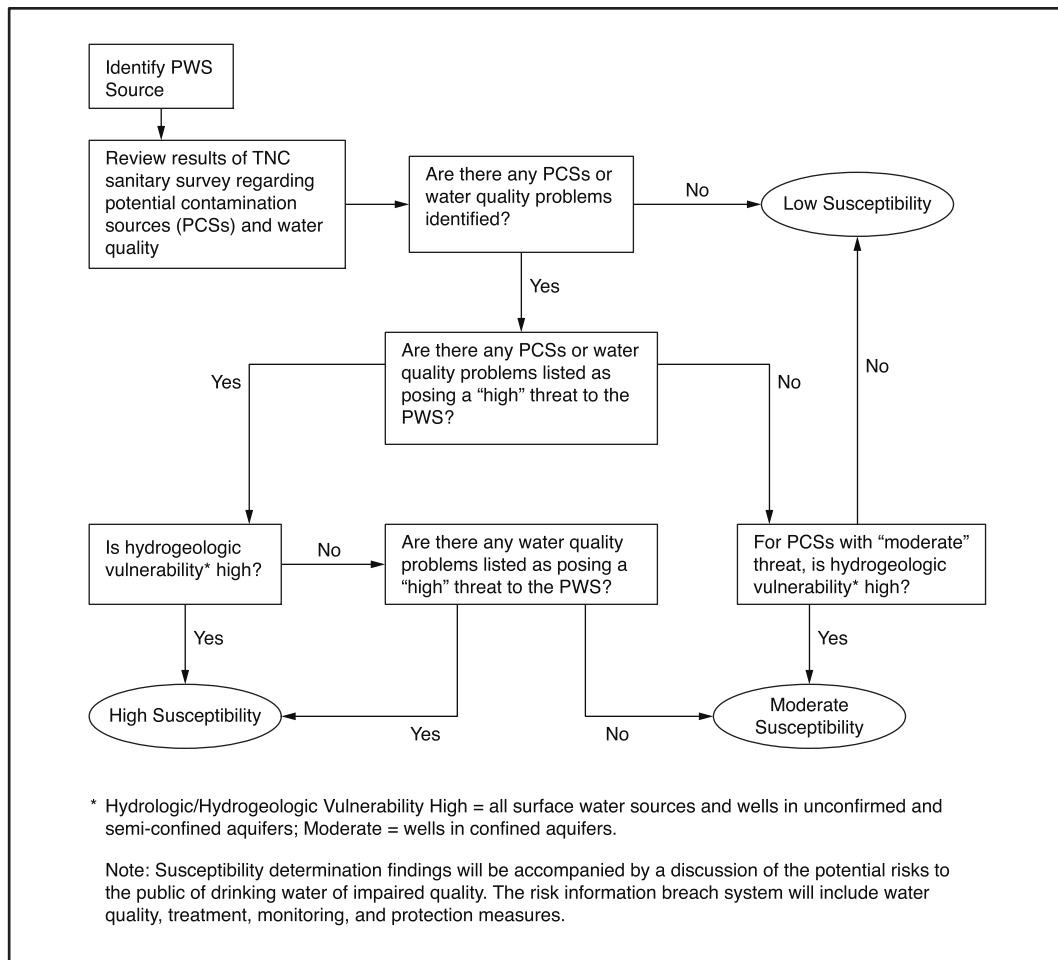 Identify PWS
Source
Review results of TNC
sanitary survey regarding
potential contamination
sources (PCSs) and water
quality
Are there any PCSs or
water quality problems
identified?
No
Low Susceptibility
Yes
Are there any PCSs or water
quality problems listed as
posing a “high” threat to the
PWS?
Yes
No
No
Is hydrogeologic
vulnerability* high?
No
Are there any water quality
problems listed as posing a
“high” threat to the PWS?
For PCSs with “moderate”
threat, is hydrogeologic
vulnerability* high?
Yes
Yes
High Susceptibility
Yes
No
Moderate
Susceptibility
* Hydrologic/Hydrogeologic Vulnerability High = all surface water sources and wells in unconfirmed and
semi-confined aquifers; Moderate = wells in confined aquifers.
Note: Susceptibility determination findings will be accompanied by a discussion of the potential risks to
the public of drinking water of impaired quality. The risk information breach system will include water
quality, treatment, monitoring, and protection measures.